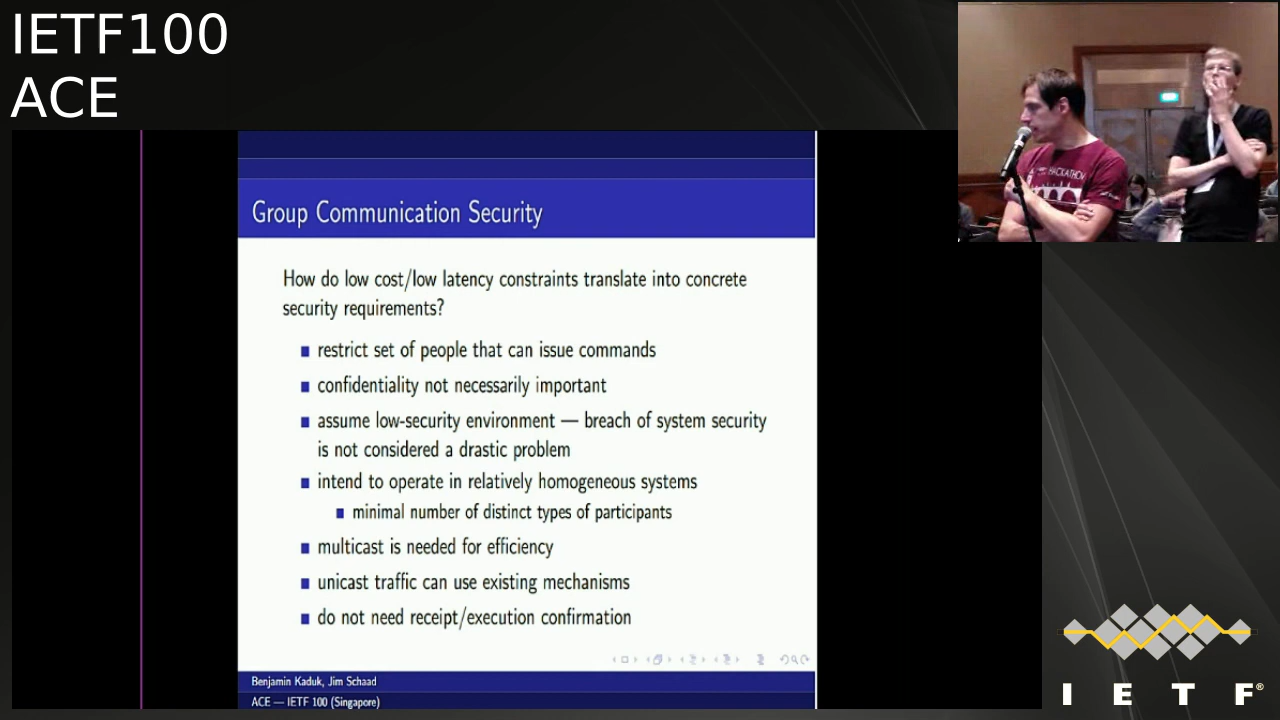 IETF100
ACE
HACKATHON
Group Communication Security
How do low cost/low latency constraints translate into concrete
security requirements?
restrict set of people that can issue commands
confidentiality not necessarily important
assume low-security environment — breach of system security
is not considered a drastic problem
intend to operate in relatively homogeneous systems
minimal number of distinct types of participants
multicast is needed for efficiency
unicast traffic can use existing mechanisms
do not need receipt/execution confirmation
Benjamin Kaduk, Jim Schaad
ACE — IETF 100 (Singapore)
I E T F®